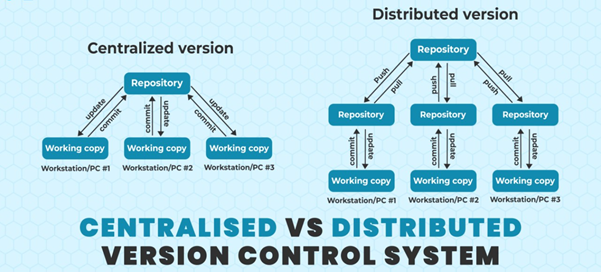 Centralized version
Repository
update
commit
commit
update
update
commit
Working copy
Working copy
Working copy
Workstation/PC #1
Workstation/PC #2
Workstation/PC #3
Distributed version
Repository
Push
pull
push
pull
pull
push
Repository
Repository
Repository
commit
update
commit
update
commit
update
Working copy
Working copy
Working copy
Workstation/PC #1
Workstation/PC #2
Workstation/PC #3
CENTRALISED VS DISTRIBUTED
VERSION CONTROL SYSTEM